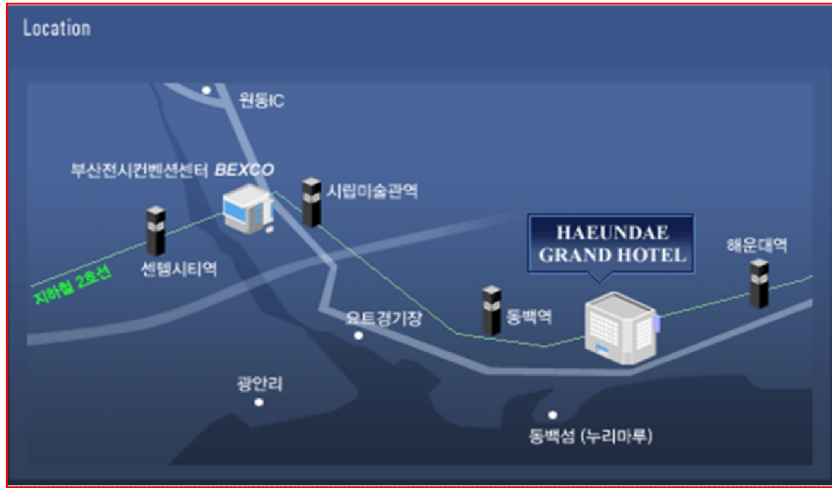 Location
원동IC
부산전시컨벤션센터 BEXCO
시립미술관역
HAEUNDAE
GRAND HOTEL
해운대역
센텀시티역
지하철 2호선
요트경기장
동백역
광안리
동백섬 (누리마루)